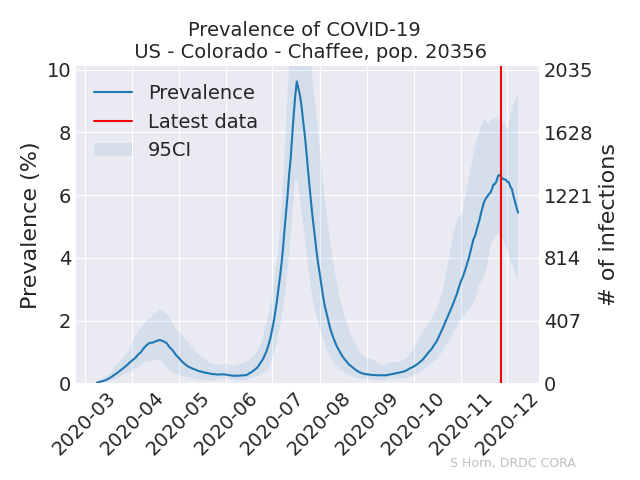 Prevalence of COVID-19
US - Colorado - Chaffee, pop. 20356
Prevalence
Latest data
95CI
Prevalence (%)
10
8
6
4
2
0
2035
1628
1221
814
407
0
# of infections
2020-03
2020-04
2020-05
2020-06
2020-07
2020-08
2020-09
2020-10
2020-11
2020-12
S Horn, DRDC CORA